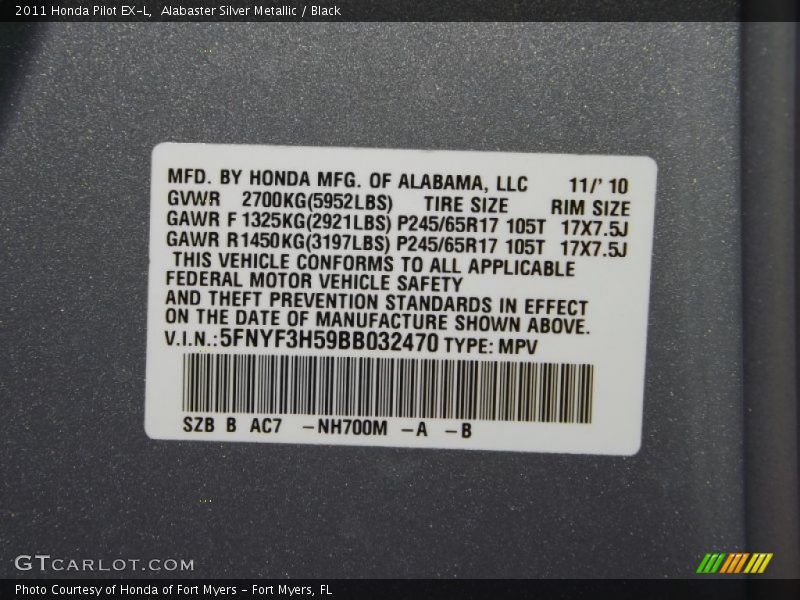 2011 Honda Pilot EX-L,  Alabaster Silver Metallic / Black
MFD. BY HONDA MFG. OF ALABAMA, LLC 11/' 10
GVWR 2700KG(5952LBS) TIRE SIZE RIM SIZE
GAWR F 1325KG(2921LBS) P245/65R17 105T 17X7.5J
GAWR R1450KG(3197LBS) P245/65R17 105T 17X7.5J
THIS VEHICLE CONFORMS TO ALL APPLICABLE
FEDERAL MOTOR VEHICLE SAFETY
AND THEFT PREVENTION STANDARDS IN EFFECT
ON THE DATE OF MANUFACTURE SHOWN ABOVE.
V.I.N.:5FNYF3H59BB032470 TYPE: MPV
SZB B AC7 -NH700M -A -B
GTCARLOT.COM
Photo Courtesy of Honda of Fort Myers - Fort Myers, FL